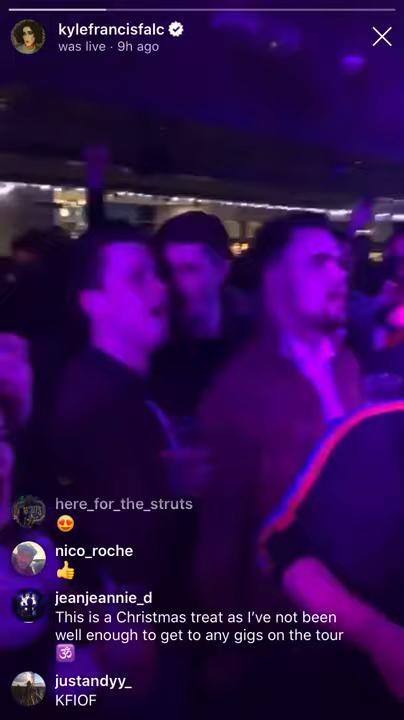 kylefrancisfalc
was live · 9h ago
here_for_the_struts
😍
nico_roche
👍
jeanjeannie_d
This is a Christmas treat as I’ve not been
well enough to get to any gigs on the tour
🕉
justandyy_
KFIOF